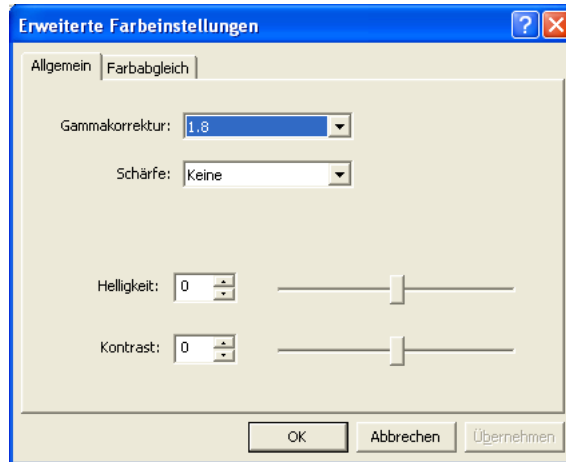 Erweiterte Farbeinstellungen
Allgemein Farbabgleich
Gammakorrektur: 1.8
Schärfe: Keine
Helligkeit: 0
Kontrast: 0
OK Abbrechen Übernehmen